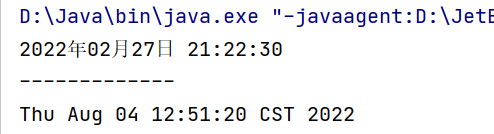 D:\Java\bin\java.exe "-javaagent:D:\JetB
2022年02月27日 21:22:30
-------------
Thu Aug 04 12:51:20 CST 2022